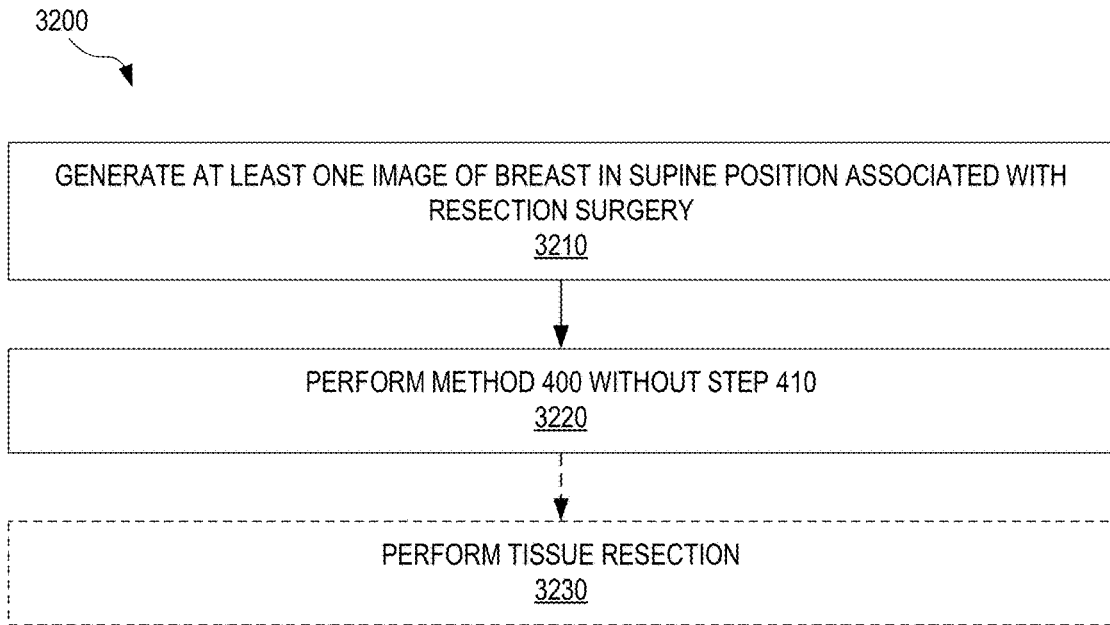 3200
GENERATE AT LEAST ONE IMAGE OF BREAST IN SUPINE POSITION ASSOCIATED WITH
RESECTION SURGERY
3210
PERFORM METHOD 400 WITHOUT STEP 410
3220
PERFORM TISSUE RESECTION
3230